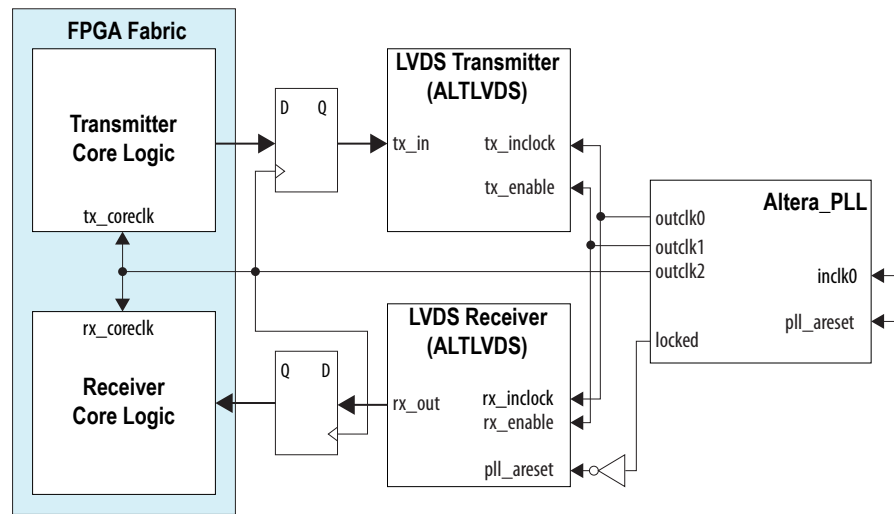 FPGA Fabric
Transmitter
Core Logic
tx_coreclk
D Q
LVDS Transmitter
(ALTLVDS)
tx_in
tx_inclock
tx_enable
Altera_PLL
outclk0
outclk1
outclk2
locked
inclk0
pll_areset
rx_coreclk
Receiver
Core Logic
Q D
LVDS Receiver
(ALTLVDS)
rx_out
rx_inclock
rx_enable
pll_areset